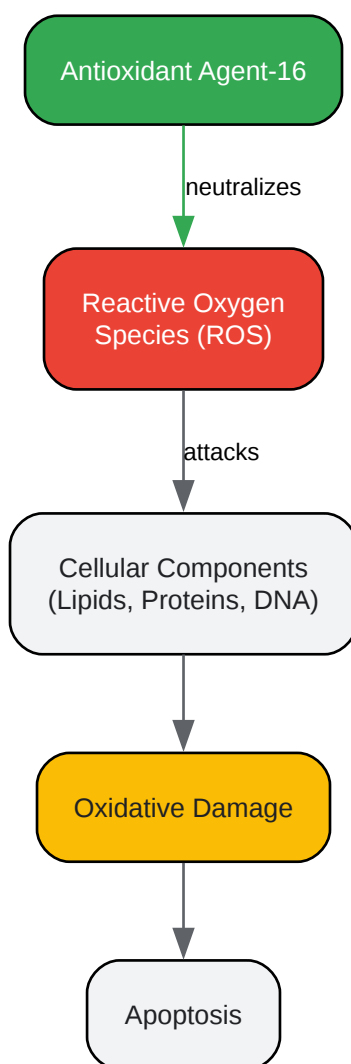 Antioxidant Agent-16
neutralizes
Reactive Oxygen
Species (ROS)
attacks
Cellular Components
(Lipids, Proteins, DNA)
Oxidative Damage
Apoptosis